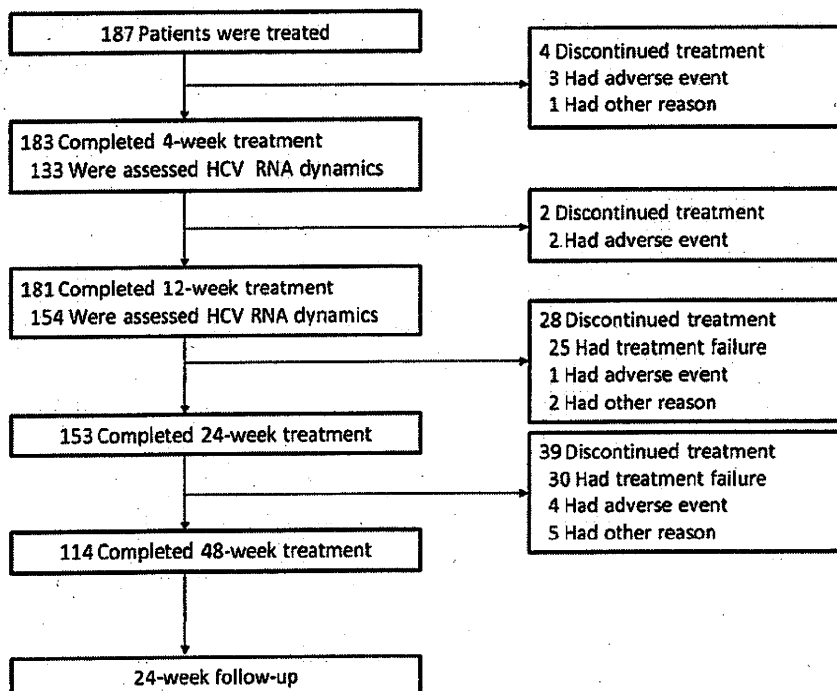 187 Patients were treated
4 Discontinued treatment
3 Had adverse event
1 Had other reason
183 Completed 4-week treatment
133 Were assessed HCV RNA dynamics
2 Discontinued treatment
2 Had adverse event
181 Completed 12-week treatment
154 Were assessed HCV RNA dynamics
28 Discontinued treatment
25 Had treatment failure
1 Had adverse event
2 Had other reason
153 Completed 24-week treatment
39 Discontinued treatment
30 Had treatment failure
4 Had adverse event
5 Had other reason
114 Completed 48-week treatment
24-week follow-up